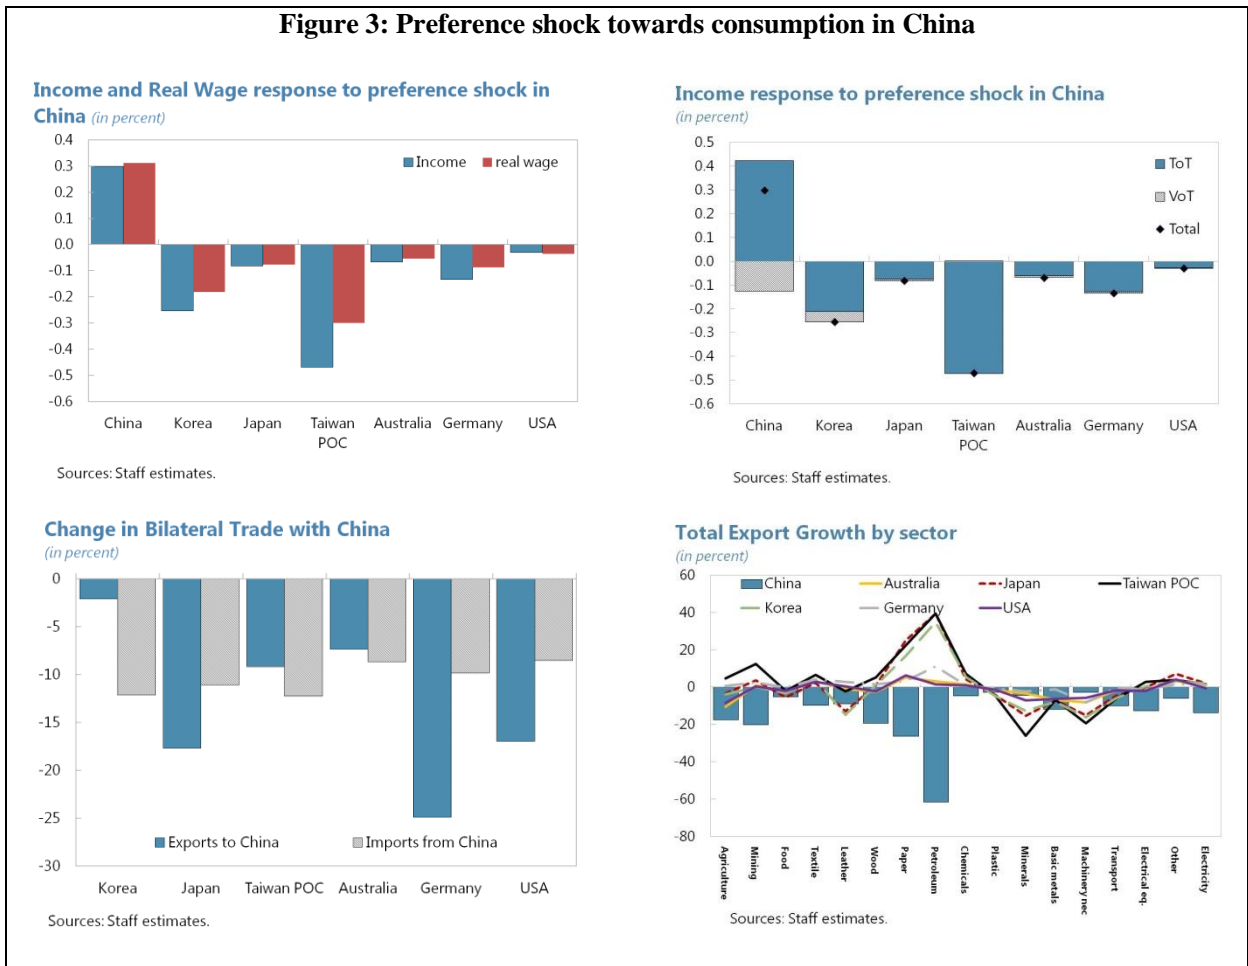 Figure 3: Preference shock towards consumption in China
Income and Real Wage response to preference shock in
China (in percent)
0.4
0.3
0.2
0.1
0.0
-0.1
-0.2
-0.3
-0.4
-0.5
-0.6
Income
real wage
China
Korea
Japan
Taiwan
POC
Australia
Germany
USA
Sources: Staff estimates.
Income response to preference shock in China
(in percent)
0.5
0.4
0.3
0.2
0.1
0.0
-0.1
-0.2
-0.3
-0.4
-0.5
-0.6
ToT
VoT
Total
China
Korea
Japan
Taiwan
POC
Australia
Germany
USA
Sources: Staff estimates.
Change in Bilateral Trade with China
(in percent)
0
-5
-10
-15
-20
-25
-30
Exports to China
Imports from China
Korea
Japan
Taiwan POC
Australia
Germany
USA
Sources: Staff estimates.
Total Export Growth by sector
(in percent)
60
40
20
0
-20
-40
-60
-80
China
Australia
Japan
Taiwan POC
Korea
Germany
USA
Agriculture
Mining
Food
Textile
Leather
Wood
Paper
Petroleum
Chemicals
Plastic
Minerals
Basic metals
Machinery nec
Transport
Electrical eq.
Other
Electricity
Sources: Staff estimates.